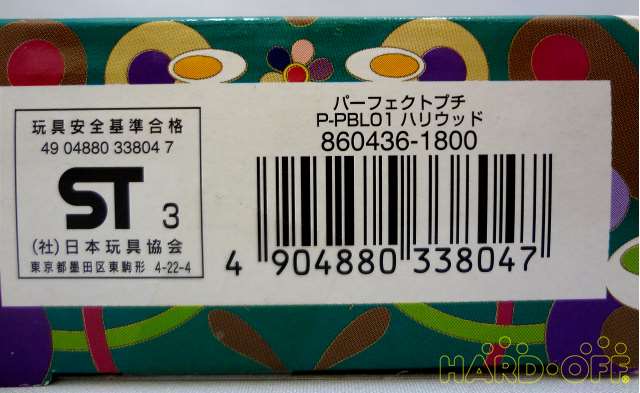 玩具安全基準合格
49 04880 33804 7
ST 3
(社)日本玩具協会
東京都墨田区東駒形 4-22-4
パーフェクトプチ
P-PBL01 ハリウッド
860436-1800
4 904880 338047
HARD・OFF